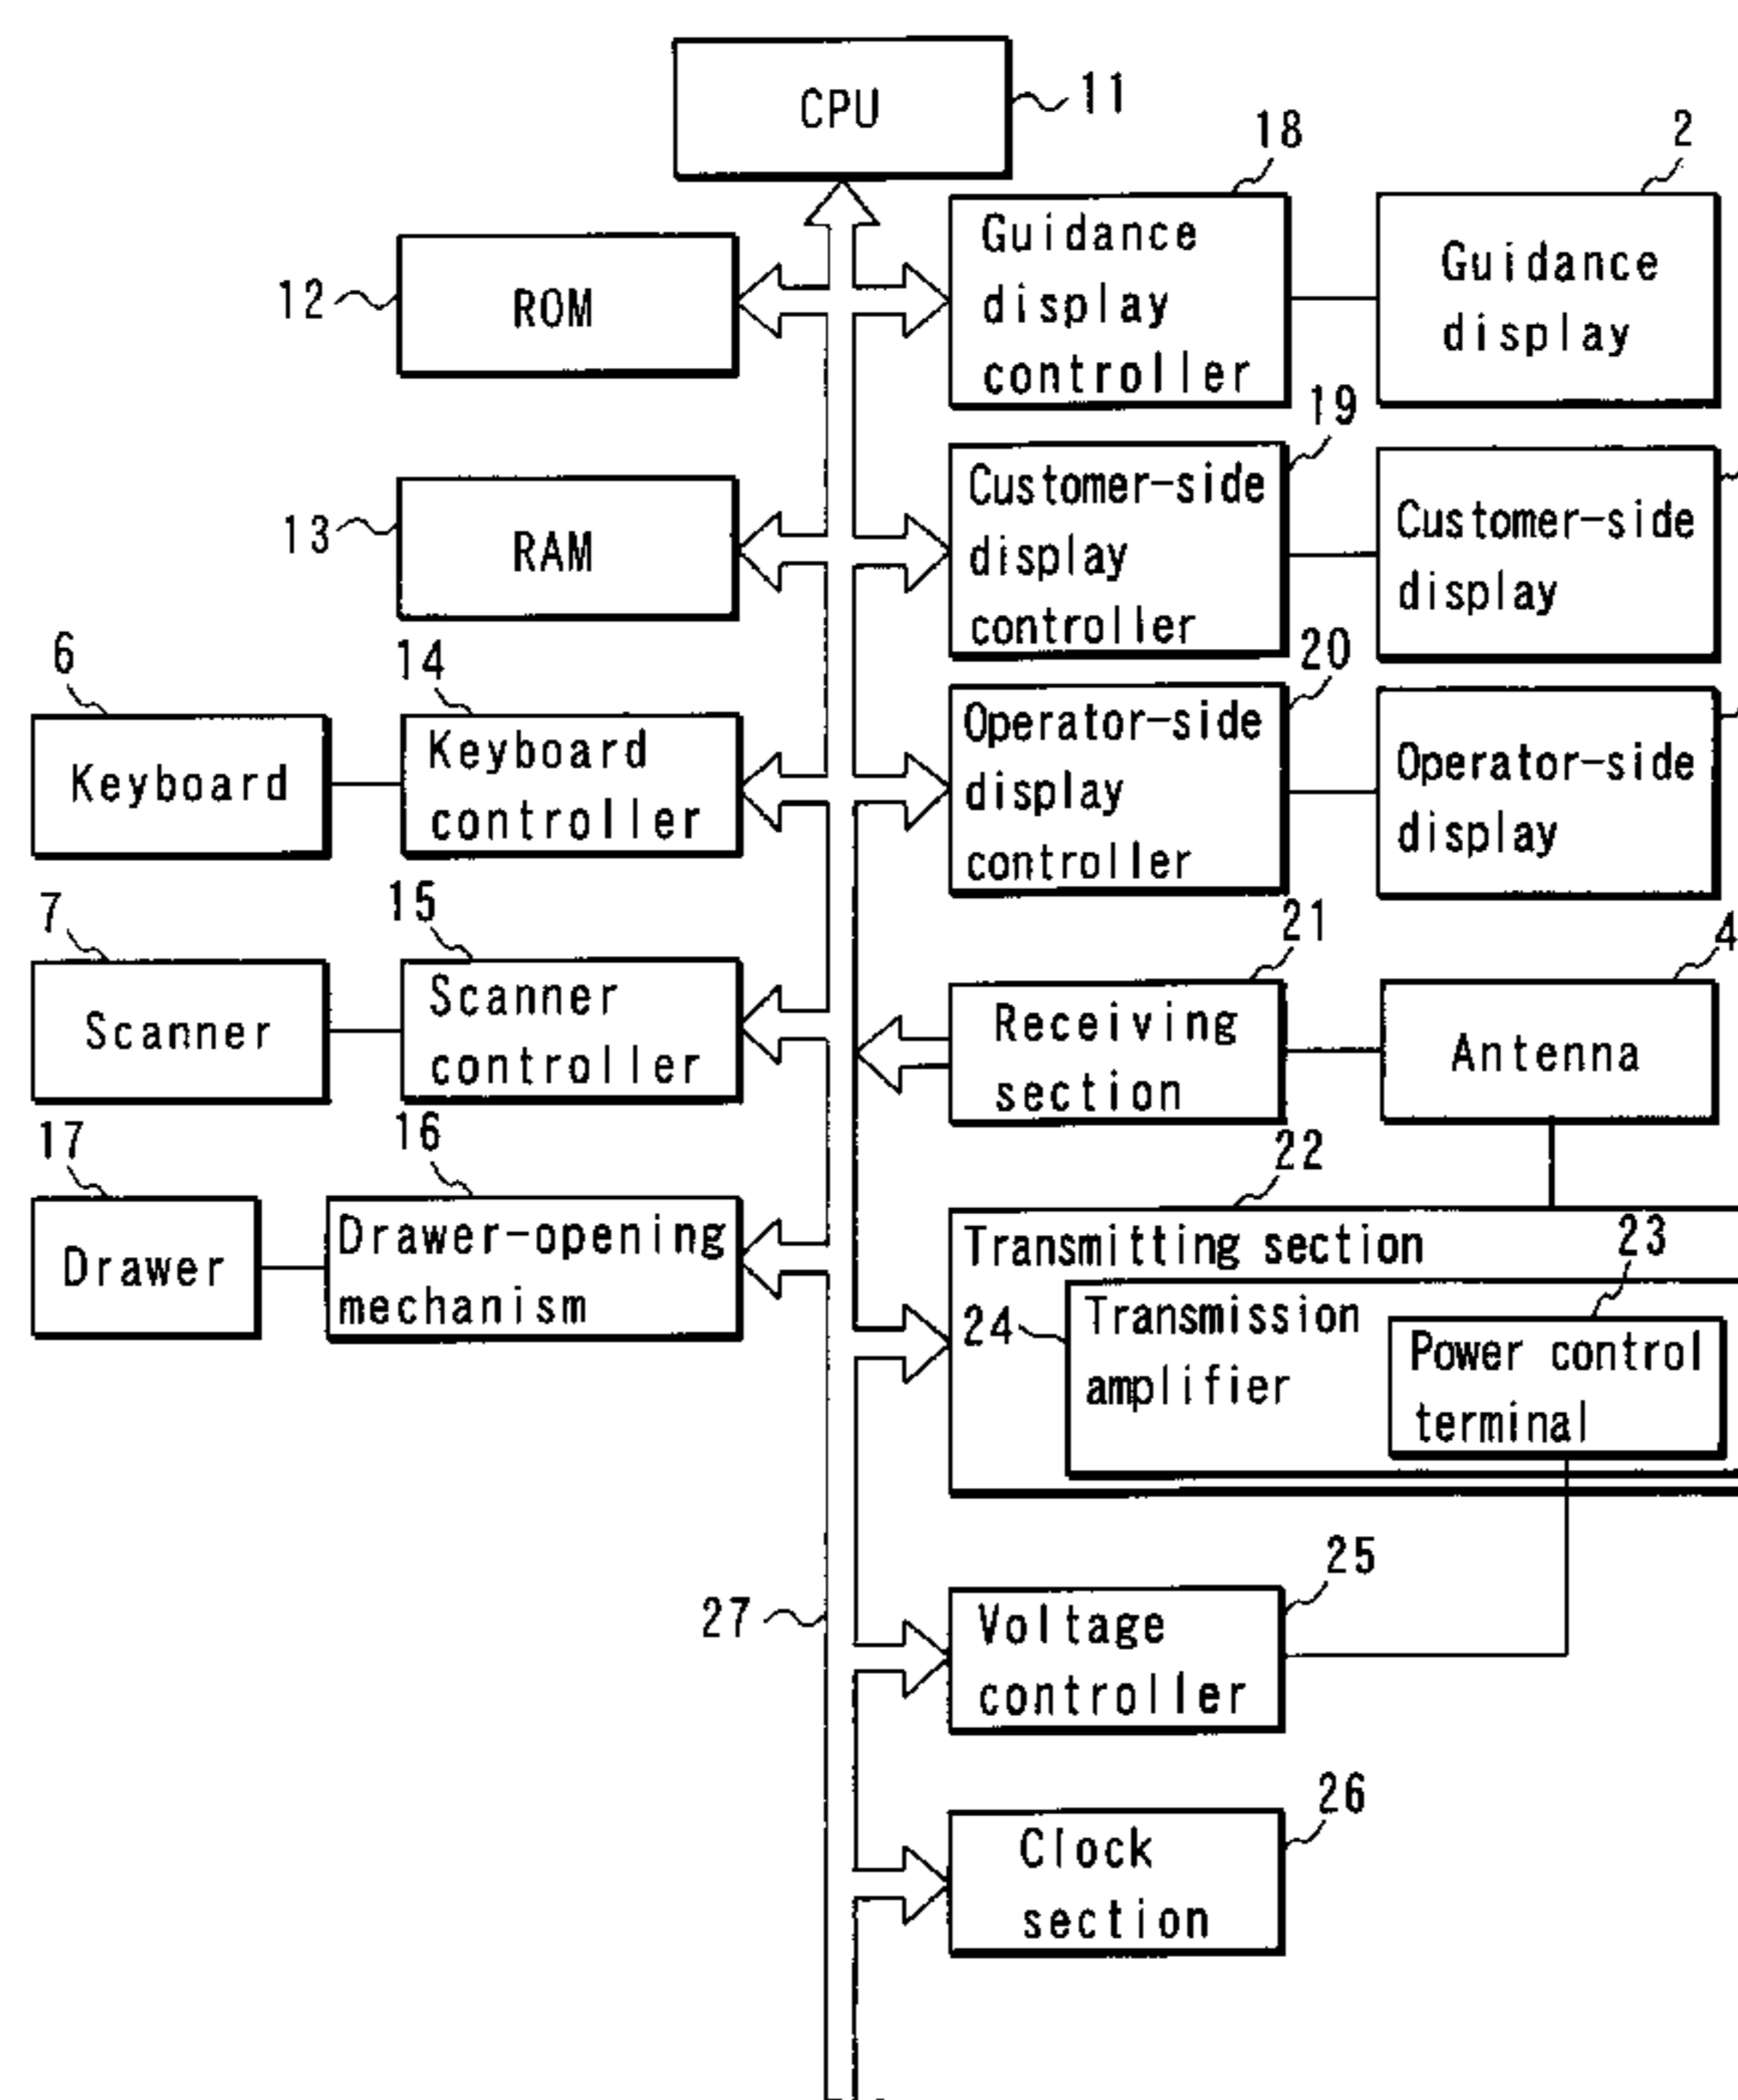 CPU
11
18
2
Guidance
display
controller
Guidance
display
12
ROM
19
Customer-side
display
controller
Customer-side
display
13
RAM
20
6
14
Keyboard
Keyboard
controller
Operator-side
display
controller
Operator-side
display
7
15
21
4
Scanner
Scanner
controller
Receiving
section
Antenna
17
16
22
Drawer
Drawer-opening
mechanism
Transmitting section
23
24
Transmission
amplifier
Power control
terminal
25
27
Voltage
controller
26
Clock
section